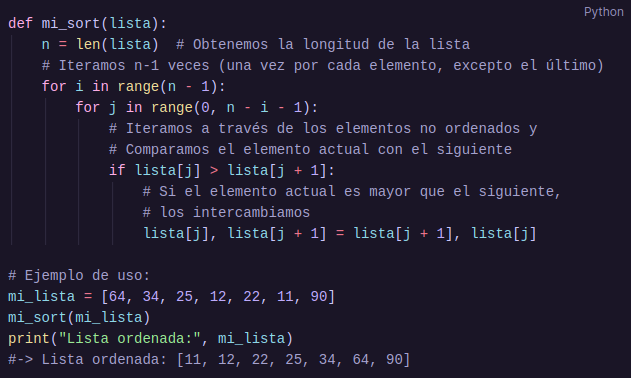 Python
def mi_sort(lista):
    n = len(lista)  # Obtenemos la longitud de la lista
    # Iteramos n-1 veces (una vez por cada elemento, excepto el último)
    for i in range(n - 1):
        for j in range(0, n - i - 1):
            # Iteramos a través de los elementos no ordenados y
            # Comparamos el elemento actual con el siguiente
            if lista[j] > lista[j + 1]:
                # Si el elemento actual es mayor que el siguiente,
                # los intercambiamos
                lista[j], lista[j + 1] = lista[j + 1], lista[j]

# Ejemplo de uso:
mi_lista = [64, 34, 25, 12, 22, 11, 90]
mi_sort(mi_lista)
print("Lista ordenada:", mi_lista)
#-> Lista ordenada: [11, 12, 22, 25, 34, 64, 90]